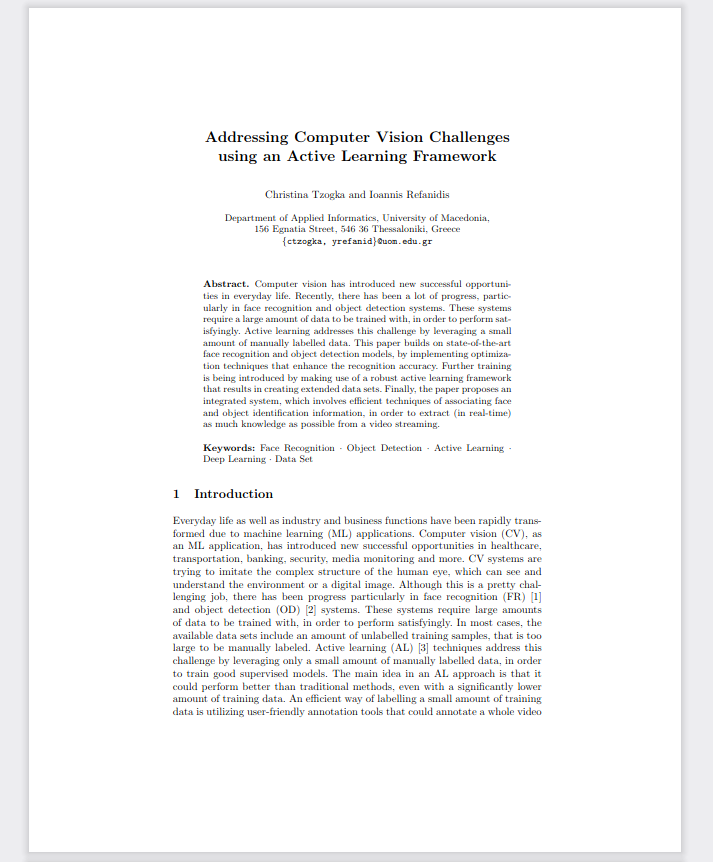 Addressing Computer Vision Challenges
using an Active Learning Framework
Christina Tzogka and Ioannis Refanidis
Department of Applied Informatics, University of Macedonia,
156 Egnatia Street, 546 36 Thessaloniki, Greece
{ctzogka, yrefanid}@uom.edu.gr
Abstract. Computer vision has introduced new successful opportuni-
ties in everyday life. Recently, there has been a lot of progress, partic-
ularly in face recognition and object detection systems. These systems
require a large amount of data to be trained with, in order to perform sat-
isfyingly. Active learning addresses this challenge by leveraging a small
amount of manually labelled data. This paper builds on state-of-the-art
face recognition and object detection models, by implementing optimiza-
tion techniques that enhance the recognition accuracy. Further training
is being introduced by making use of a robust active learning framework
that results in creating extended data sets. Finally, the paper proposes an
integrated system, which involves efficient techniques of associating face
and object identification information, in order to extract (in real-time)
as much knowledge as possible from a video streaming.
Keywords: Face Recognition · Object Detection · Active Learning ·
Deep Learning · Data Set
1 Introduction
Everyday life as well as industry and business functions have been rapidly trans-
formed due to machine learning (ML) applications. Computer vision (CV), as
an ML application, has introduced new successful opportunities in healthcare,
transportation, banking, security, media monitoring and more. CV systems are
trying to imitate the complex structure of the human eye, which can see and
understand the environment or a digital image. Although this is a pretty chal-
lenging job, there has been progress particularly in face recognition (FR) [1]
and object detection (OD) [2] systems. These systems require large amounts
of data to be trained with, in order to perform satisfyingly. In most cases, the
available data sets include an amount of unlabelled training samples, that is too
large to be manually labeled. Active learning (AL) [3] techniques address this
challenge by leveraging only a small amount of manually labelled data, in order
to train good supervised models. The main idea in an AL approach is that it
could perform better than traditional methods, even with a significantly lower
amount of training data. An efficient way of labelling a small amount of training
data is utilizing user-friendly annotation tools that could annotate a whole video